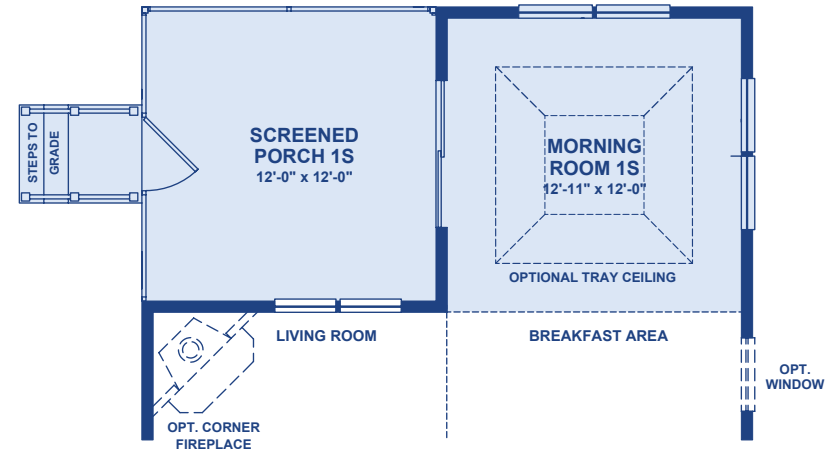 STEPS TO
GRADE
SCREENED
PORCH 1S
12'-0" x 12'-0"
MORNING
ROOM 1S
12'-11" x 12'-0"
OPTIONAL TRAY CEILING
LIVING ROOM
BREAKFAST AREA
OPT.
WINDOW
OPT. CORNER
FIREPLACE